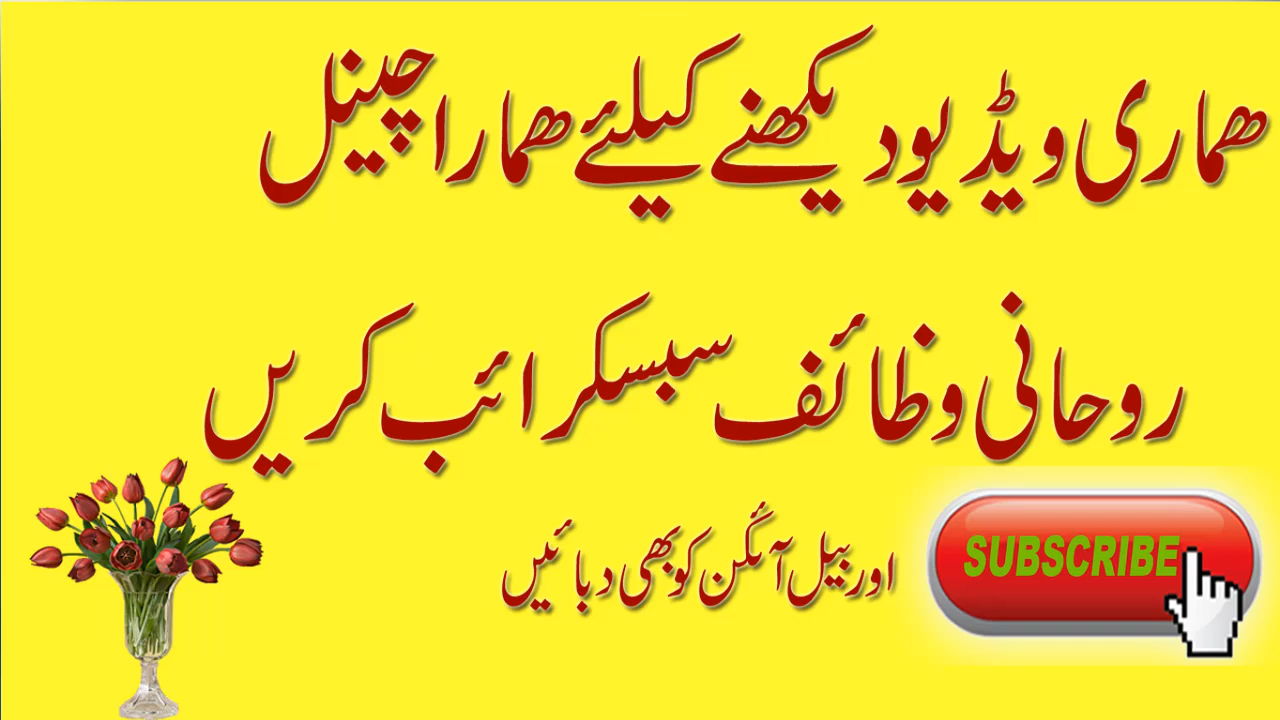 ھماری ویڈیو دیکھنے کیلئے ھمارا چینل
روحانی وظائف سبسکرائب کریں
اور بیل آئکن کو بھی دبائیں
SUBSCRIBE